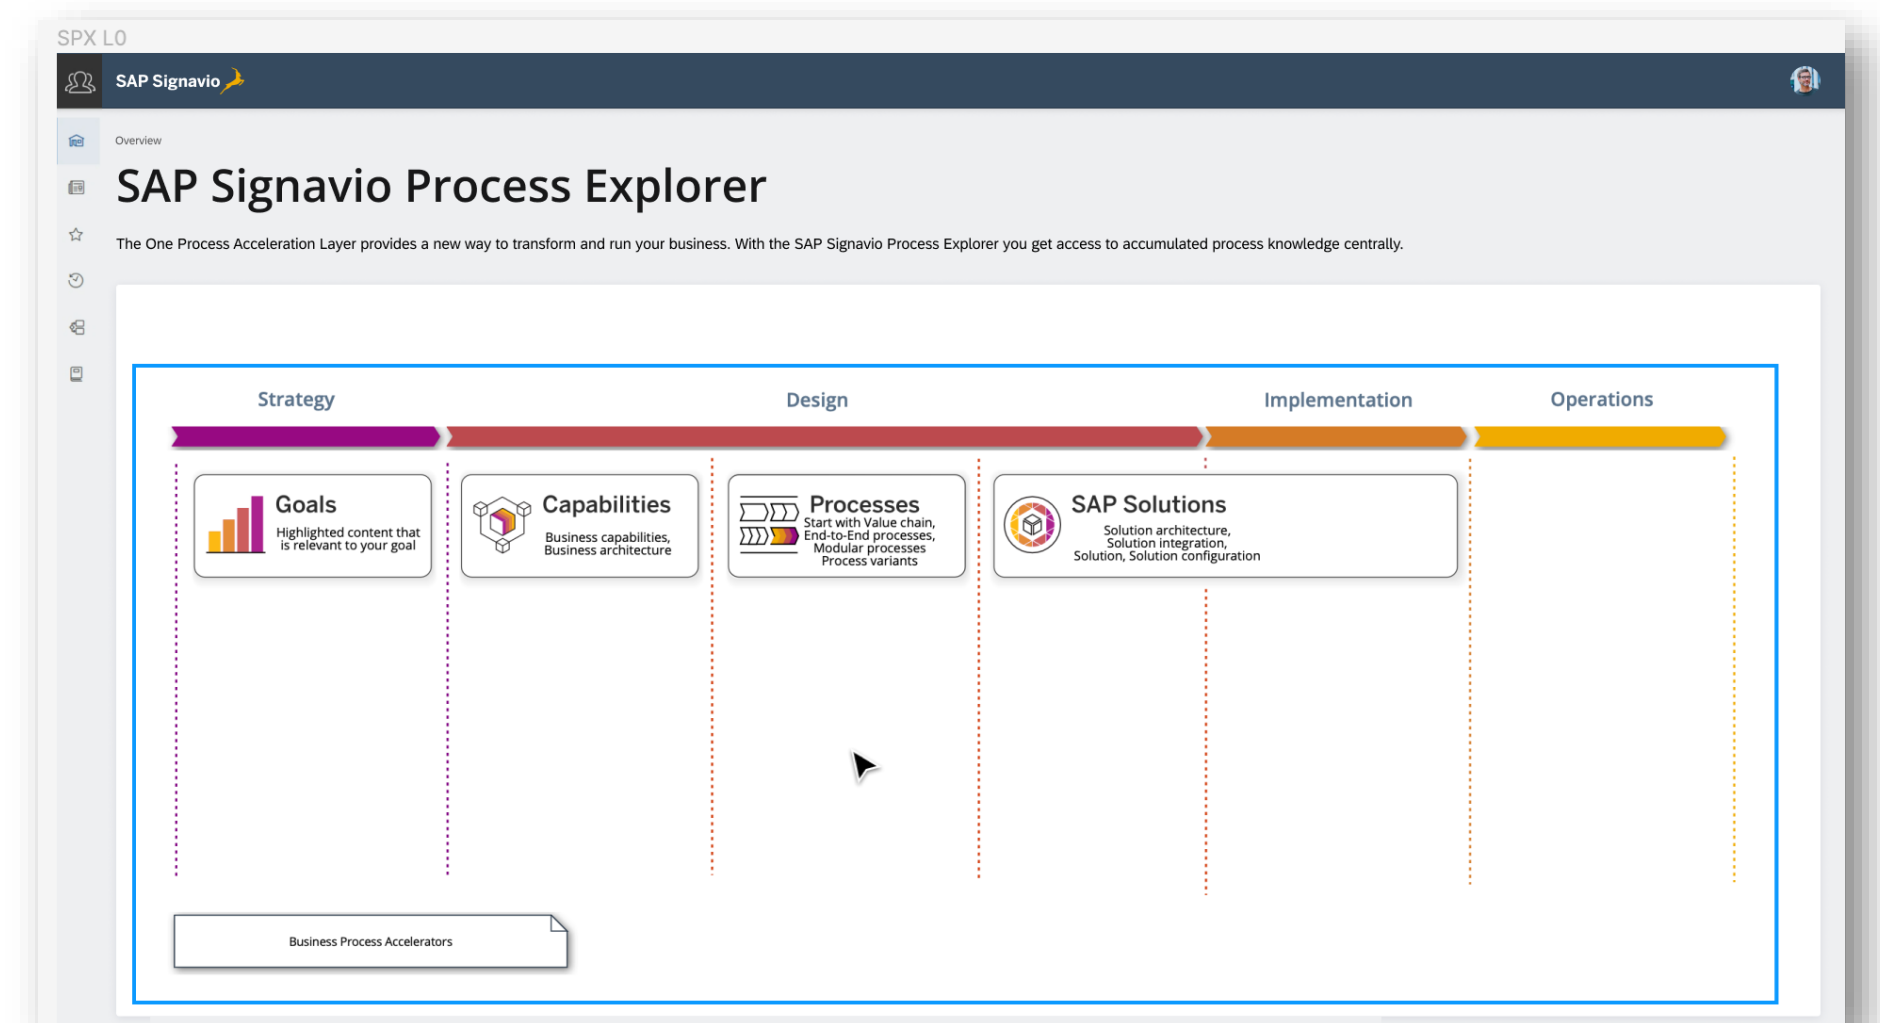 SPX L0
SAP Signavio
Overview
SAP Signavio Process Explorer
The One Process Acceleration Layer provides a new way to transform and run your business. With the SAP Signavio Process Explorer you get access to accumulated process knowledge centrally.
Strategy
Design
Implementation
Operations
Goals
Highlighted content that
is relevant to your goal
Capabilities
Business capabilities,
Business architecture
Processes
Start with Value chain,
End-to-End processes,
Modular processes
Process variants
SAP Solutions
Solution architecture,
Solution integration,
Solution, Solution configuration
Business Process Accelerators